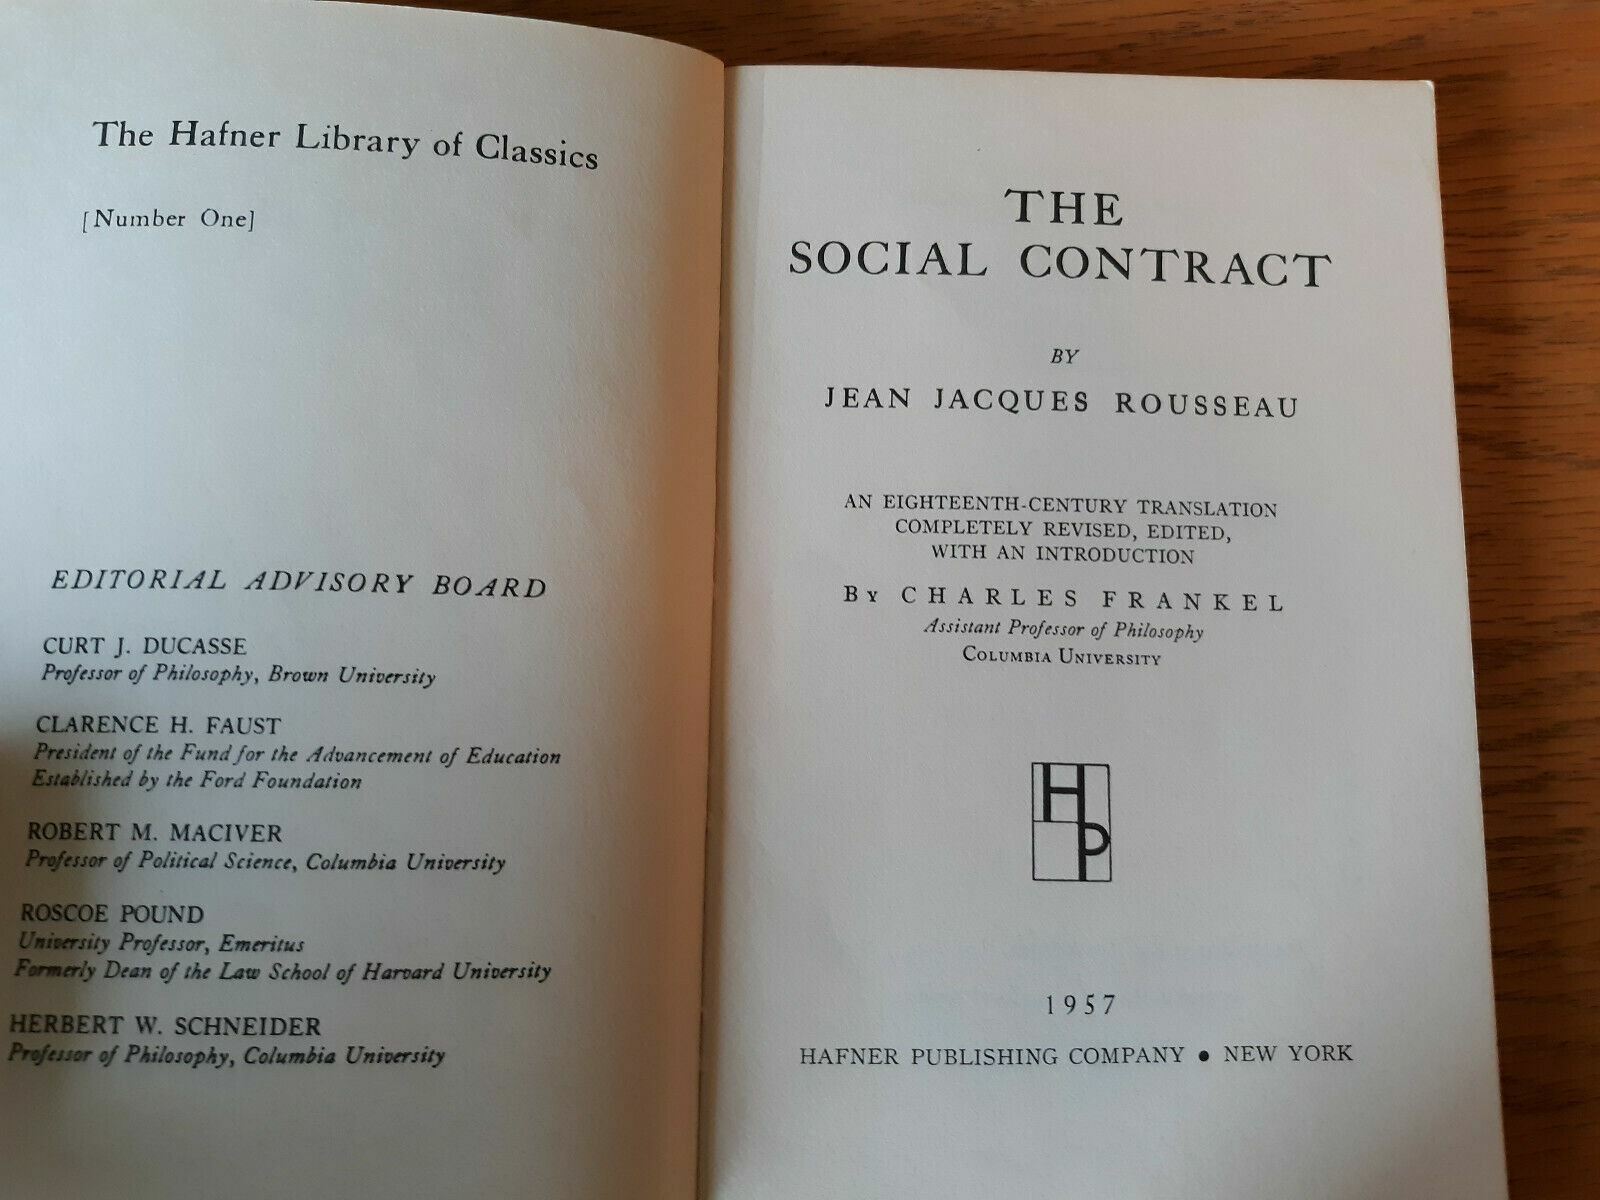 The Hafner Library of Classics
[Number One]
EDITORIAL ADVISORY BOARD
CURT J. DUCASSE
Professor of Philosophy, Brown University
CLARENCE H. FAUST
President of the Fund for the Advancement of Education
Established by the Ford Foundation
ROBERT M. MACIVER
Professor of Political Science, Columbia University
ROSCOE POUND
University Professor, Emeritus
Formerly Dean of the Law School of Harvard University
HERBERT W. SCHNEIDER
Professor of Philosophy, Columbia University
THE
SOCIAL CONTRACT
BY
JEAN JACQUES ROUSSEAU
AN EIGHTEENTH-CENTURY TRANSLATION
COMPLETELY REVISED, EDITED,
WITH AN INTRODUCTION
By CHARLES FRANKEL
Assistant Professor of Philosophy
COLUMBIA UNIVERSITY
HP
1957
HAFNER PUBLISHING COMPANY • NEW YORK